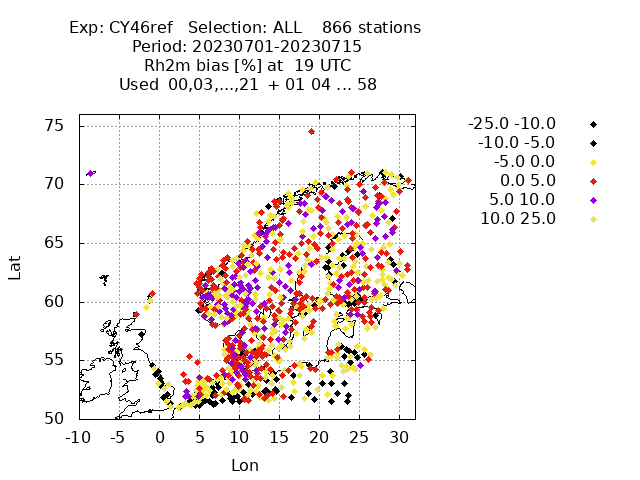 Exp: CY46ref   Selection: ALL    866 stations
Period: 20230701-20230715
Rh2m bias [%] at  19 UTC
Used  00,03,...,21  + 01 04 ... 58
-25.0 -10.0
-10.0 -5.0
-5.0 0.0
0.0 5.0
5.0 10.0
10.0 25.0
75
70
65
60
55
50
Lat
-10 -5 0 5 10 15 20 25 30
Lon